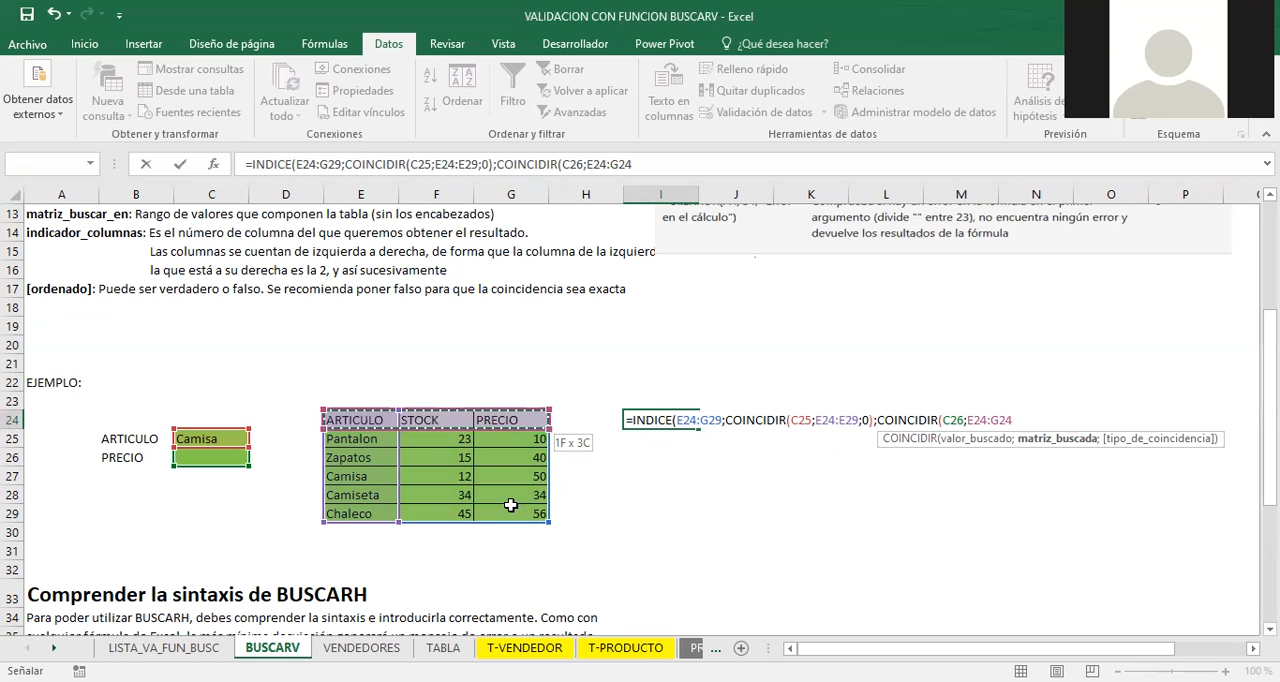 VALIDACION CON FUNCION BUSCARV - Excel
Archivo Inicio Insertar Diseño de página Fórmulas Datos Revisar Vista Desarrollador Power Pivot ¿Qué desea hacer?
Obtener datos externos
Nueva consulta
Mostrar consultas
Desde una tabla
Fuentes recientes
Obtener y transformar
Actualizar todo
Conexiones
Propiedades
Editar vínculos
Conexiones
Ordenar
Filtro
Borrar
Volver a aplicar
Avanzadas
Ordenar y filtrar
Texto en columnas
Relleno rápido
Quitar duplicados
Validación de datos
Consolidar
Relaciones
Administrar modelo de datos
Herramientas de datos
Análisis de hipótesis
Previsión
Esquema
fx =INDICE(E24:G29;COINCIDIR(C25;E24:E29;0);COINCIDIR(C26;E24:G24
A B C D E F G H I J K L M N O P
13 matriz_buscar_en: Rango de valores que componen la tabla (sin los encabezados)
en el cálculo")
argumento (divide "" entre 23), no encuentra ningún error y
devuelve los resultados de la fórmula
14 indicador_columnas: Es el número de columna del que queremos obtener el resultado.
15 Las columnas se cuentan de izquierda a derecha, de forma que la columna de la izquierd
16 la que está a su derecha es la 2, y así sucesivamente
17 [ordenado]: Puede ser verdadero o falso. Se recomienda poner falso para que la coincidencia sea exacta
18
19
20
21
22 EJEMPLO:
23
24 ARTICULO STOCK PRECIO =INDICE(E24:G29;COINCIDIR(C25;E24:E29;0);COINCIDIR(C26;E24:G24
25 ARTICULO Camisa Pantalon 23 10 1F x 3C COINCIDIR(valor_buscado; matriz_buscada; [tipo_de_coincidencia])
26 PRECIO Zapatos 15 40
27 Camisa 12 50
28 Camiseta 34 34
29 Chaleco 45 56
30
31
32
33 Comprender la sintaxis de BUSCARH
34 Para poder utilizar BUSCARH, debes comprender la sintaxis e introducirla correctamente. Como con
LISTA_VA_FUN_BUSC BUSCARV VENDEDORES TABLA T-VENDEDOR T-PRODUCTO PR ...
Señalar 100 %